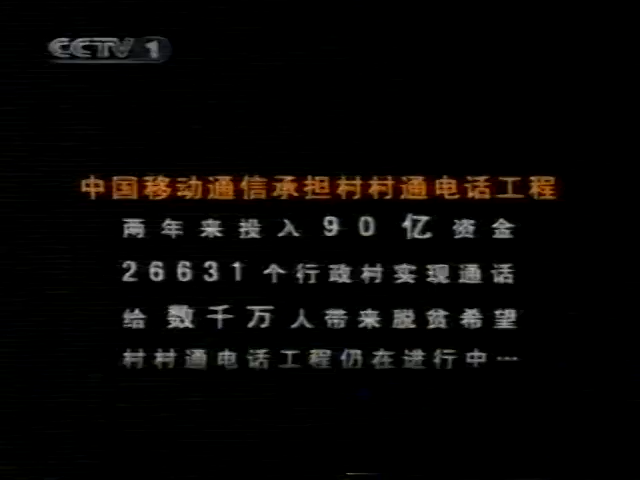 CCTV 1
中国移动通信承担村村通电话工程
两年来投入90亿资金
26631个行政村实现通话
给数千万人带来脱贫希望
村村通电话工程仍在进行中…